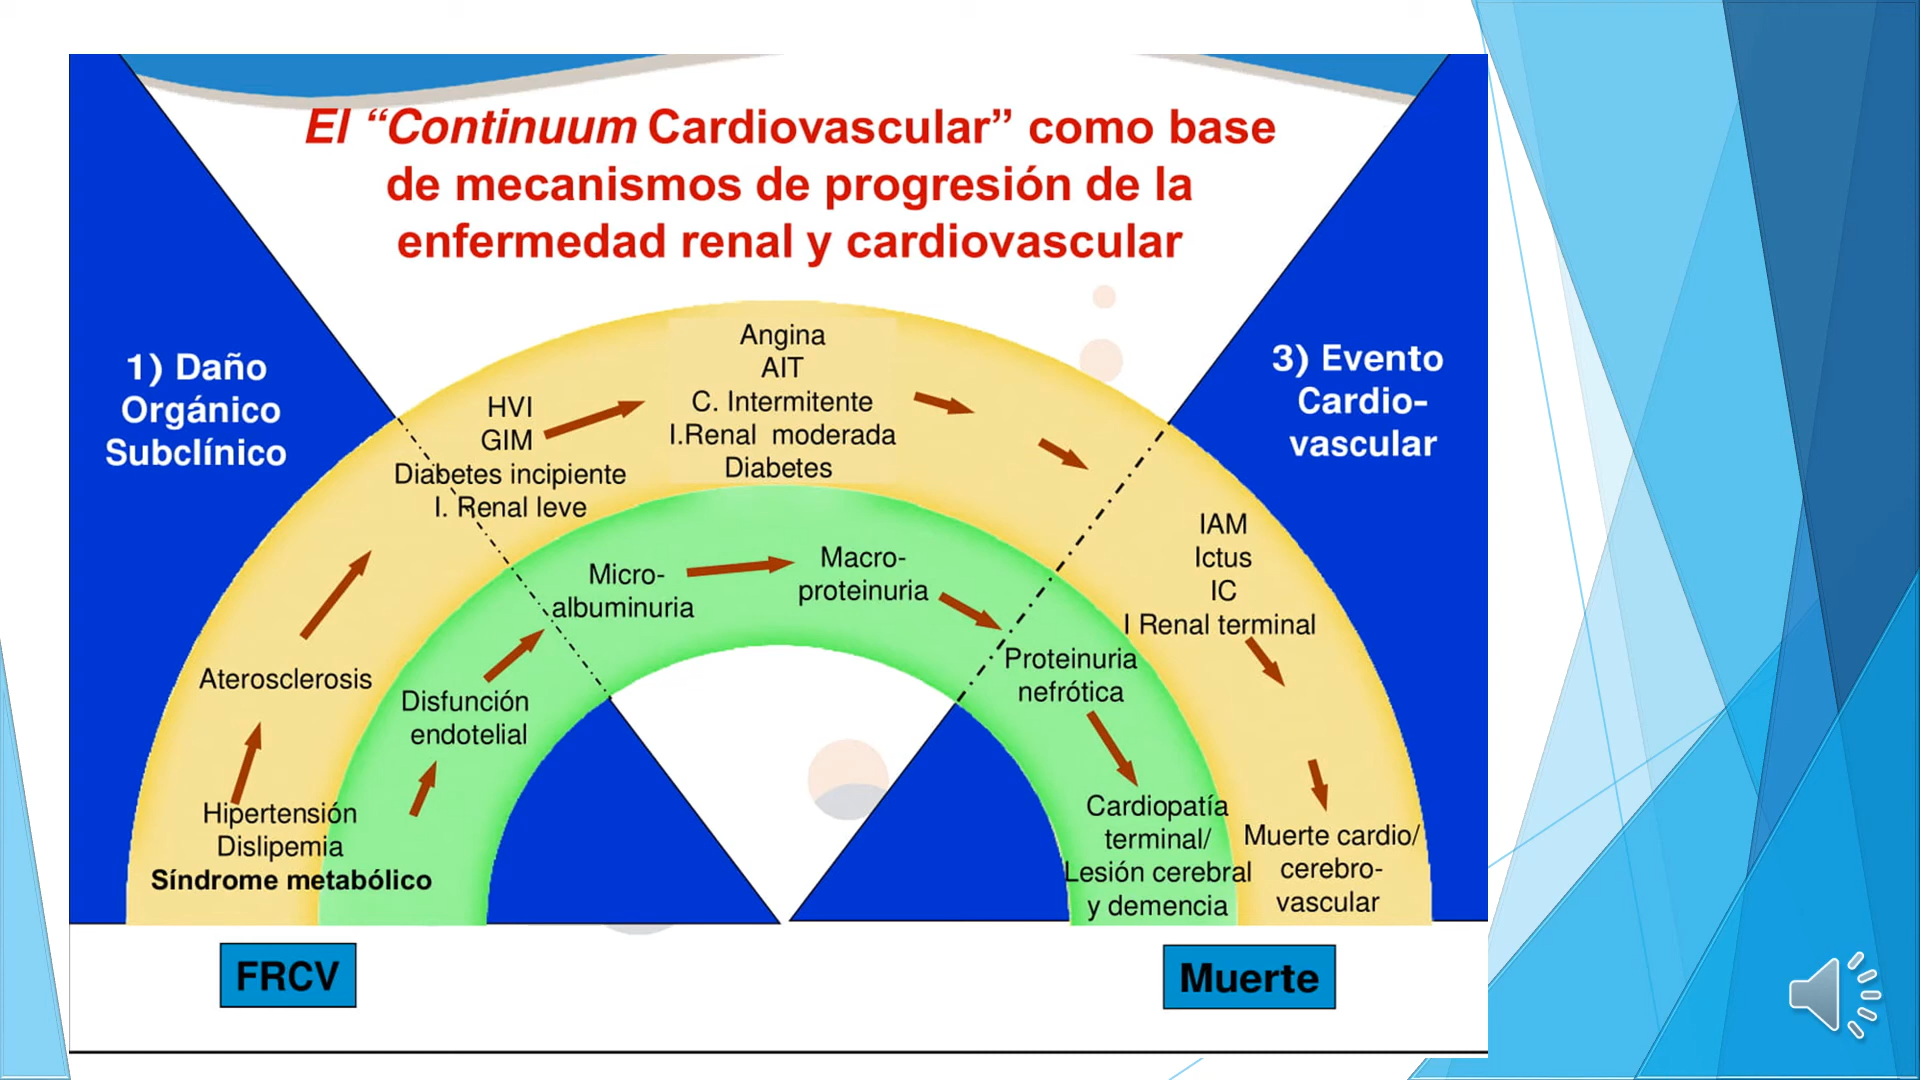 El “Continuum Cardiovascular” como base
de mecanismos de progresión de la
enfermedad renal y cardiovascular
1) Daño
Orgánico
Subclínico
3) Evento
Cardio-
vascular
Hipertensión
Dislipemia
Síndrome metabólico
Aterosclerosis
HVI
GIM
Diabetes incipiente
I. Renal leve
Angina
AIT
C. Intermitente
I.Renal moderada
Diabetes
IAM
Ictus
IC
I Renal terminal
Muerte cardio/
cerebro-
vascular
Disfunción
endotelial
Micro-
albuminuria
Macro-
proteinuria
Proteinuria
nefrótica
Cardiopatía
terminal/
Lesión cerebral
y demencia
FRCV
Muerte